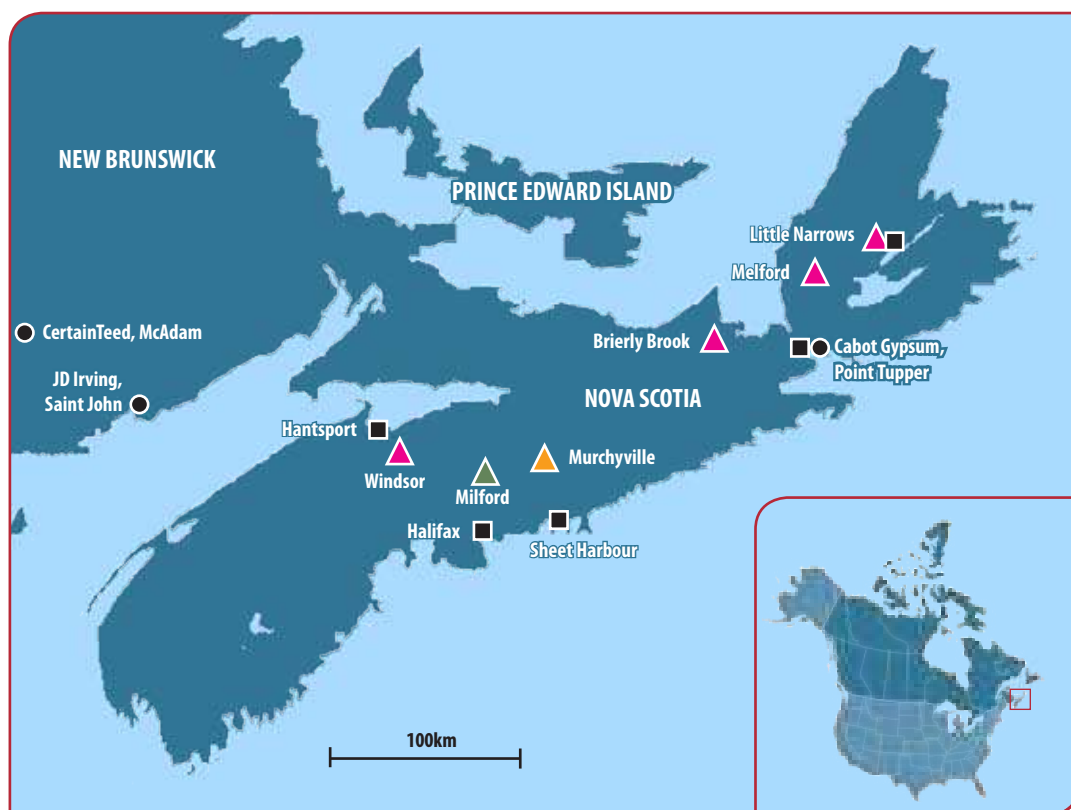 NEW BRUNSWICK
PRINCE EDWARD ISLAND
Little Narrows
Melford
CertainTeed, McAdam
Brierly Brook
Cabot Gypsum,
Point Tupper
JD Irving,
Saint John
NOVA SCOTIA
Hantsport
Windsor
Milford
Murchyville
Halifax
Sheet Harbour
100km